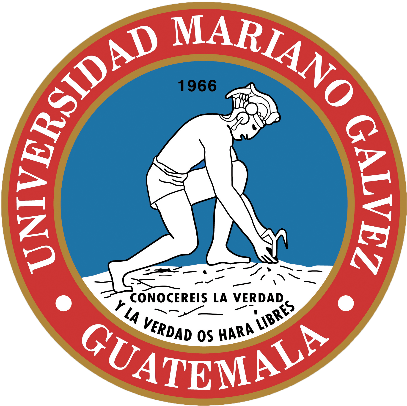 UNIVERSIDAD MARIANO GALVEZ
1966
CONOCEREIS LA VERDAD
Y LA VERDAD OS HARA LIBRES
GUATEMALA